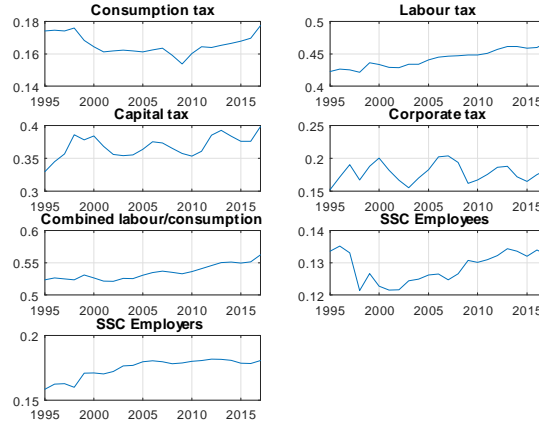 Consumption tax
0.18
0.16
0.14
1995 2000 2005 2010 2015
Labour tax
0.5
0.45
0.4
1995 2000 2005 2010 2015
Capital tax
0.4
0.35
0.3
1995 2000 2005 2010 2015
Corporate tax
0.25
0.2
0.15
1995 2000 2005 2010 2015
Combined labour/consumption
0.6
0.55
0.5
1995 2000 2005 2010 2015
SSC Employees
0.14
0.13
0.12
1995 2000 2005 2010 2015
SSC Employers
0.2
0.15
1995 2000 2005 2010 2015